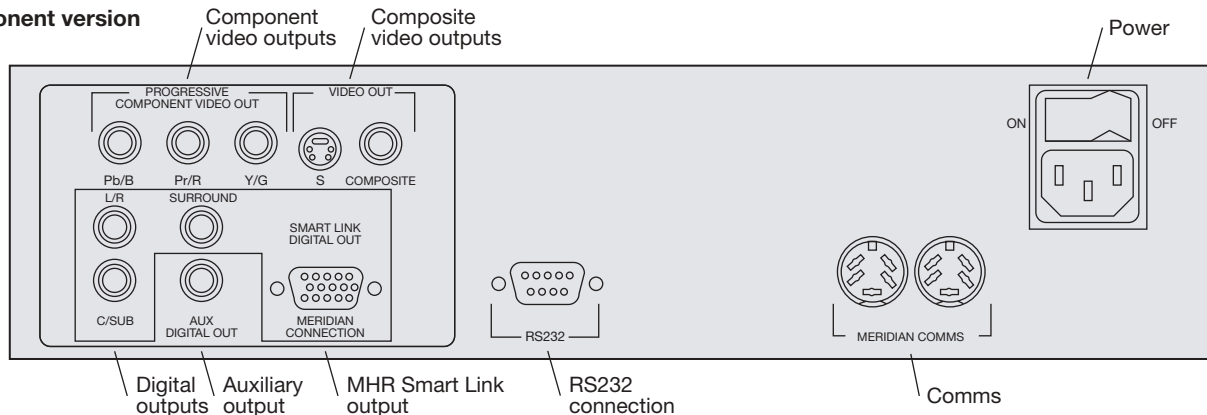 onent version
Component
video outputs
Composite
video outputs
Power
PROGRESSIVE
COMPONENT VIDEO OUT
VIDEO OUT
ON
OFF
Pb/B
Pr/R
Y/G
S
COMPOSITE
L/R
SURROUND
SMART LINK
DIGITAL OUT
C/SUB
AUX
DIGITAL OUT
MERIDIAN
CONNECTION
RS232
MERIDIAN COMMS
Digital
outputs
Auxiliary
output
MHR Smart Link
output
RS232
connection
Comms